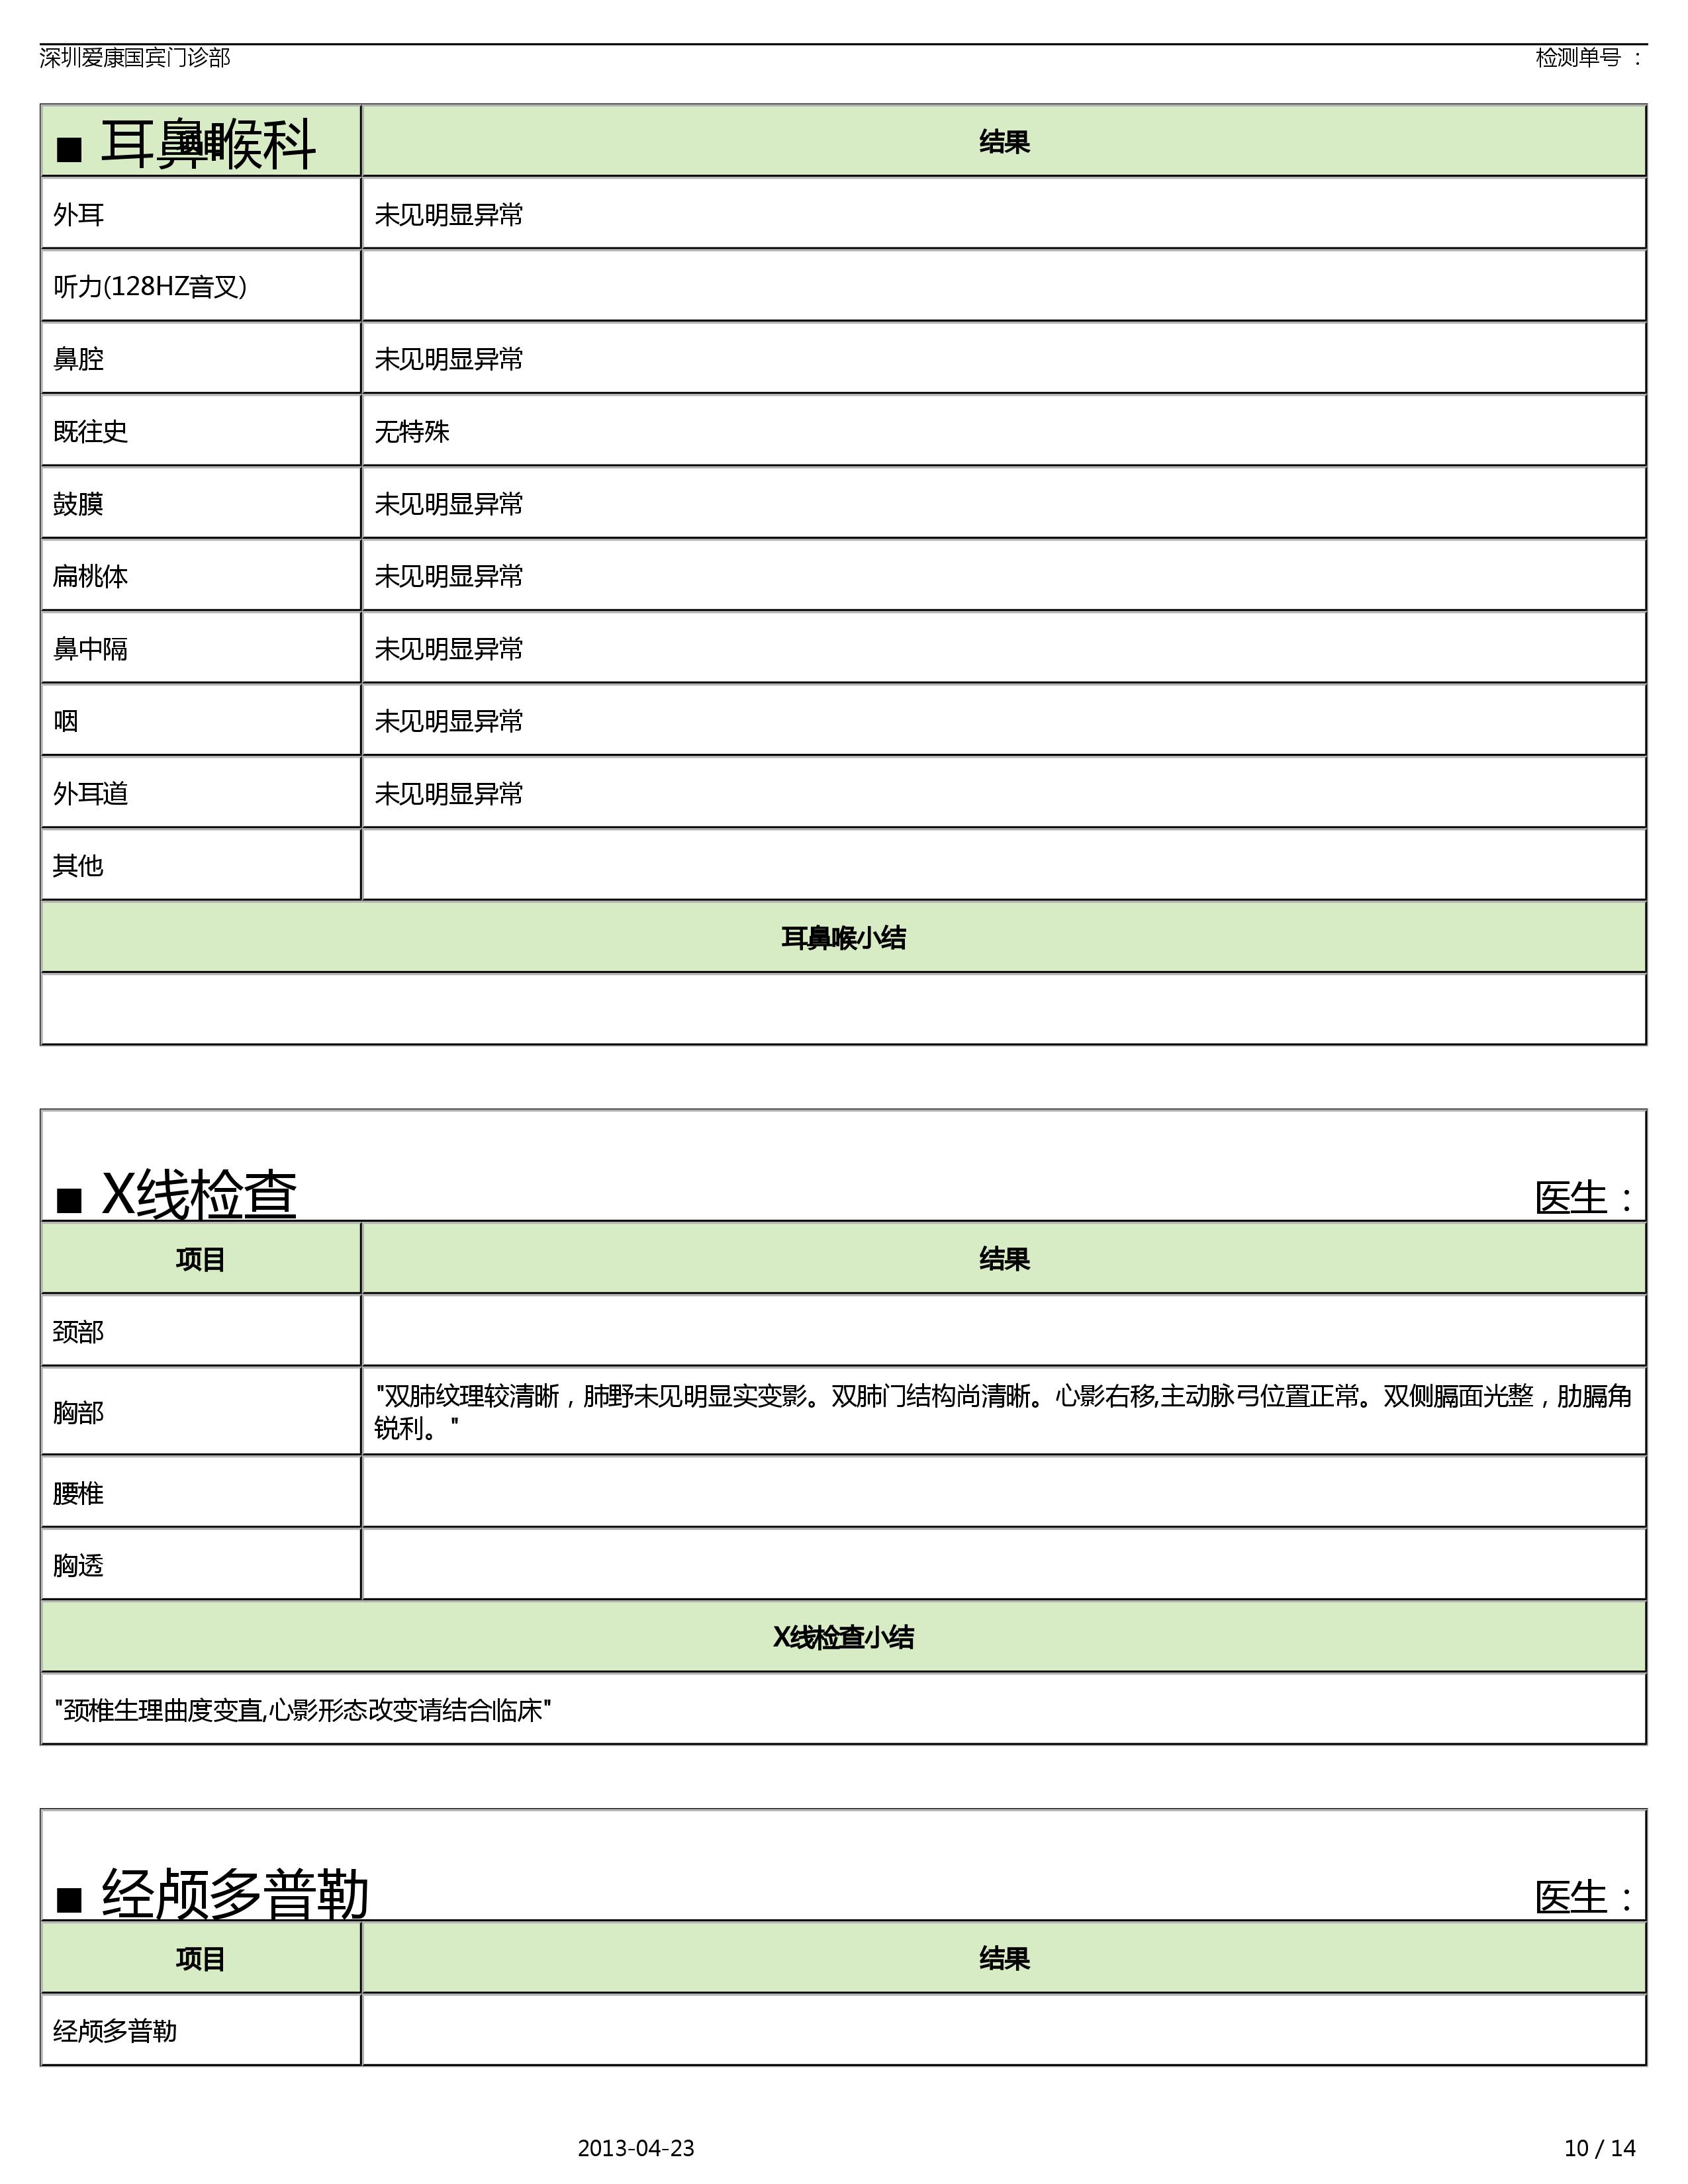 深圳爱康国宾门诊部 检测单号 ：
■ 耳鼻喉科 项目 结果
外耳 未见明显异常
听力(128HZ音叉)
鼻腔 未见明显异常
既往史 无特殊
鼓膜 未见明显异常
扁桃体 未见明显异常
鼻中隔 未见明显异常
咽 未见明显异常
外耳道 未见明显异常
其他
耳鼻喉小结
■ X线检查 医生：
项目 结果
颈部
胸部 "双肺纹理较清晰，肺野未见明显实变影。双肺门结构尚清晰。心影右移,主动脉弓位置正常。双侧膈面光整，肋膈角
锐利。"
腰椎
胸透
X线检查小结
"颈椎生理曲度变直,心影形态改变请结合临床"
■ 经颅多普勒 医生：
项目 结果
经颅多普勒
2013-04-23 10 / 14